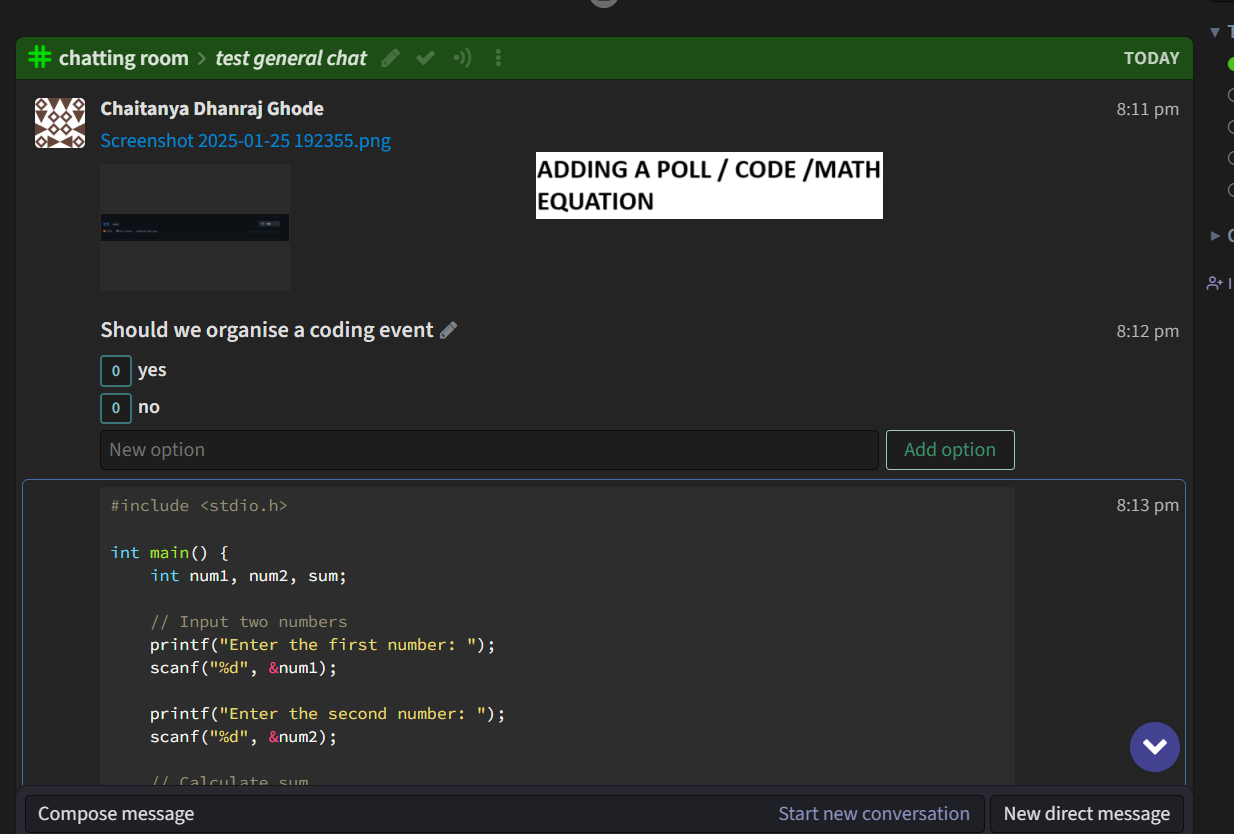 chatting room > test general chat TODAY
Chaitanya Dhanraj Ghode 8:11 pm
Screenshot 2025-01-25 192355.png
ADDING A POLL / CODE /MATH
EQUATION
Should we organise a coding event 8:12 pm
0 yes
0 no
New option Add option
#include <stdio.h> 8:13 pm
int main() {
    int num1, num2, sum;
    // Input two numbers
    printf("Enter the first number: ");
    scanf("%d", &num1);
    printf("Enter the second number: ");
    scanf("%d", &num2);
    // Calculate sum
Compose message Start new conversation New direct message